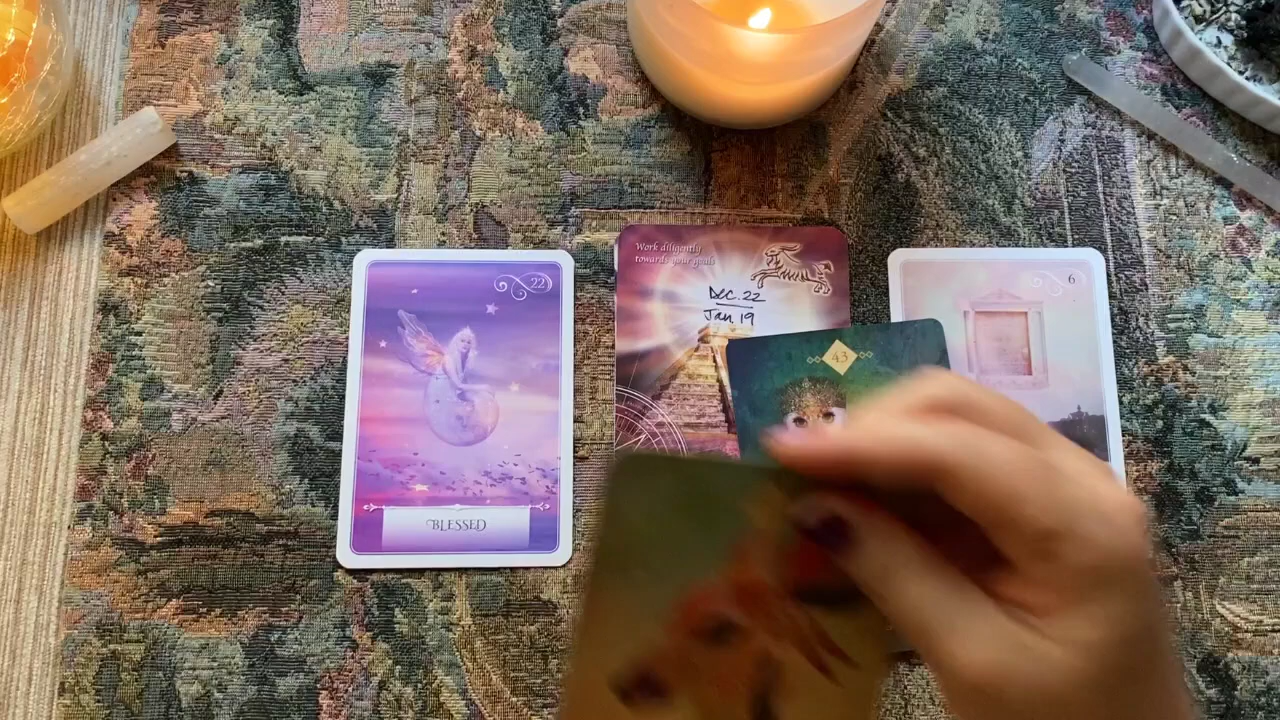 22
BLESSED
Work diligently
towards your goals
Dec. 22
Jan 19
43
6